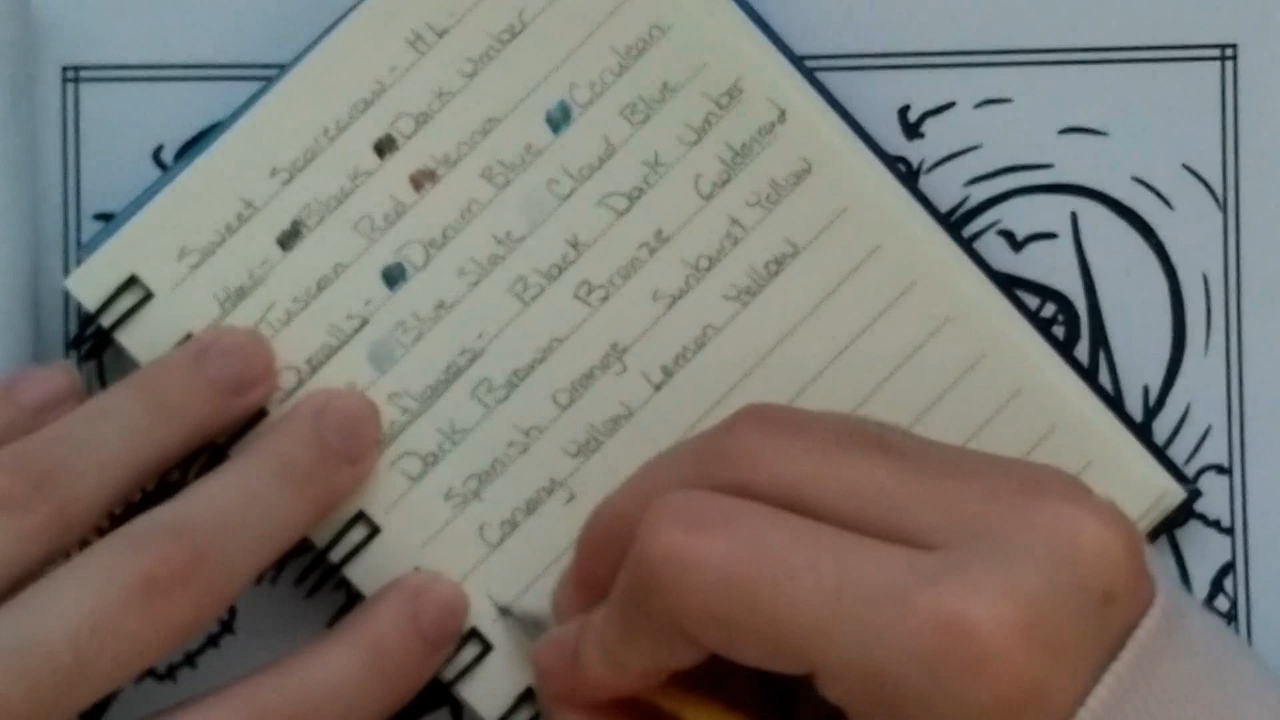 Sweet Scarecrow - HL
Hair - Black Dark Umber
Tuscan Red Henna
Overalls - Denim Blue Cerulean
Blue Slate Cloud Blue
flower - Black Dark Umber
Dark Brown Bronze Goldenrod
Spanish Orange Sunburst Yellow
Canary Yellow Lemon Yellow